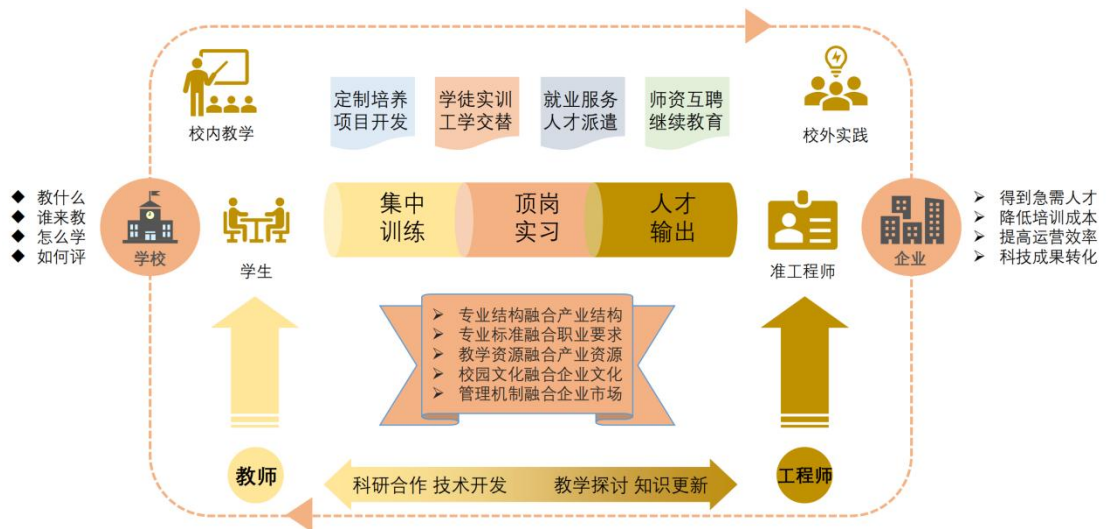 校内教学
定制培养
项目开发
学徒实训
工学交替
就业服务
人才派遣
师资互聘
继续教育
校外实践
◆ 教什么
◆ 谁来教
◆ 怎么学
◆ 如何评
学校
学生
集中
训练
顶岗
实习
人才
输出
准工程师
企业
➢ 得到急需人才
➢ 降低培训成本
➢ 提高运营效率
➢ 科技成果转化
➢ 专业结构融合产业结构
➢ 专业标准融合职业要求
➢ 教学资源融合产业资源
➢ 校园文化融合企业文化
➢ 管理机制融合企业市场
教师
科研合作 技术开发 教学探讨 知识更新
工程师